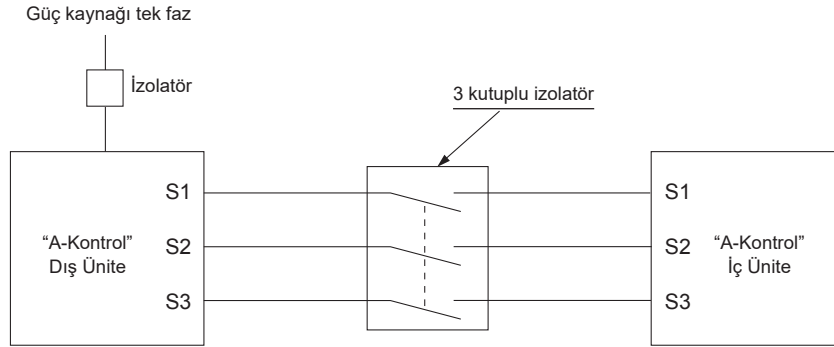 Güç kaynağı tek faz
İzolatör
3 kutuplu izolatör
S1
S1
"A-Kontrol"
Dış Ünite
S2
S2
"A-Kontrol"
İç Ünite
S3
S3